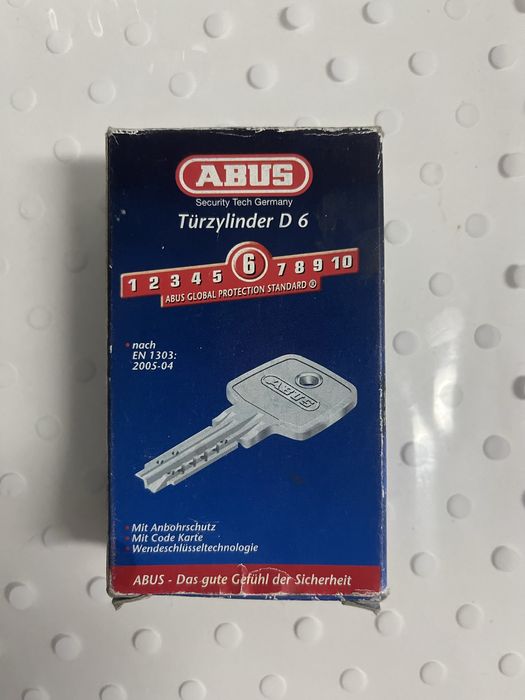 ABUS
Security Tech Germany
Türzylinder D 6
1 2 3 4 5 6 7 8 9 10
ABUS GLOBAL PROTECTION STANDARD ®
• nach
EN 1303:
2005-04
ABUS
• Mit Anbohrschutz
• Mit Code Karte
• Wendeschlüsseltechnologie
ABUS - Das gute Gefühl der Sicherheit